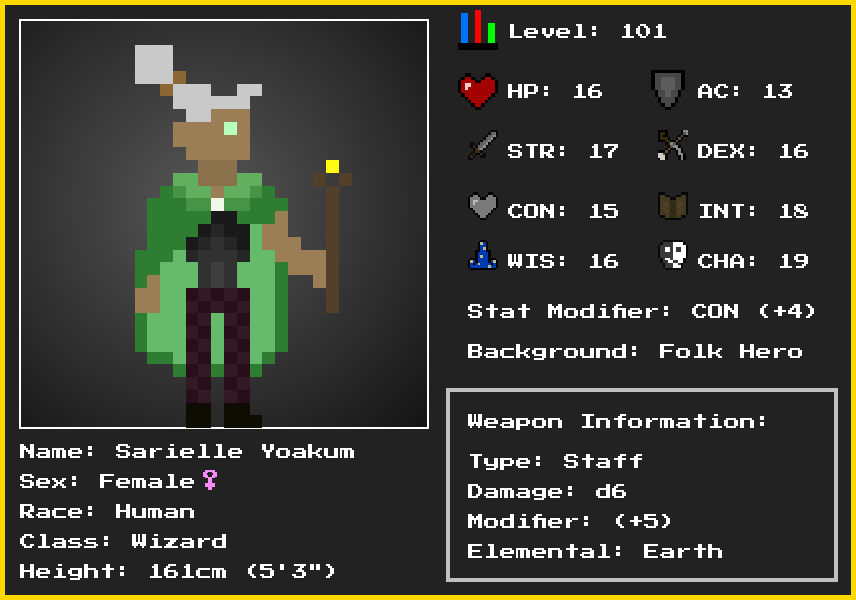 Level: 101
HP: 16
AC: 13
STR: 17
DEX: 16
CON: 15
INT: 18
WIS: 16
CHA: 19
Stat Modifier: CON (+4)
Background: Folk Hero
Weapon Information:
Type: Staff
Damage: d6
Modifier: (+5)
Elemental: Earth
Name: Sarielle Yoakum
Sex: Female♀
Race: Human
Class: Wizard
Height: 161cm (5'3")